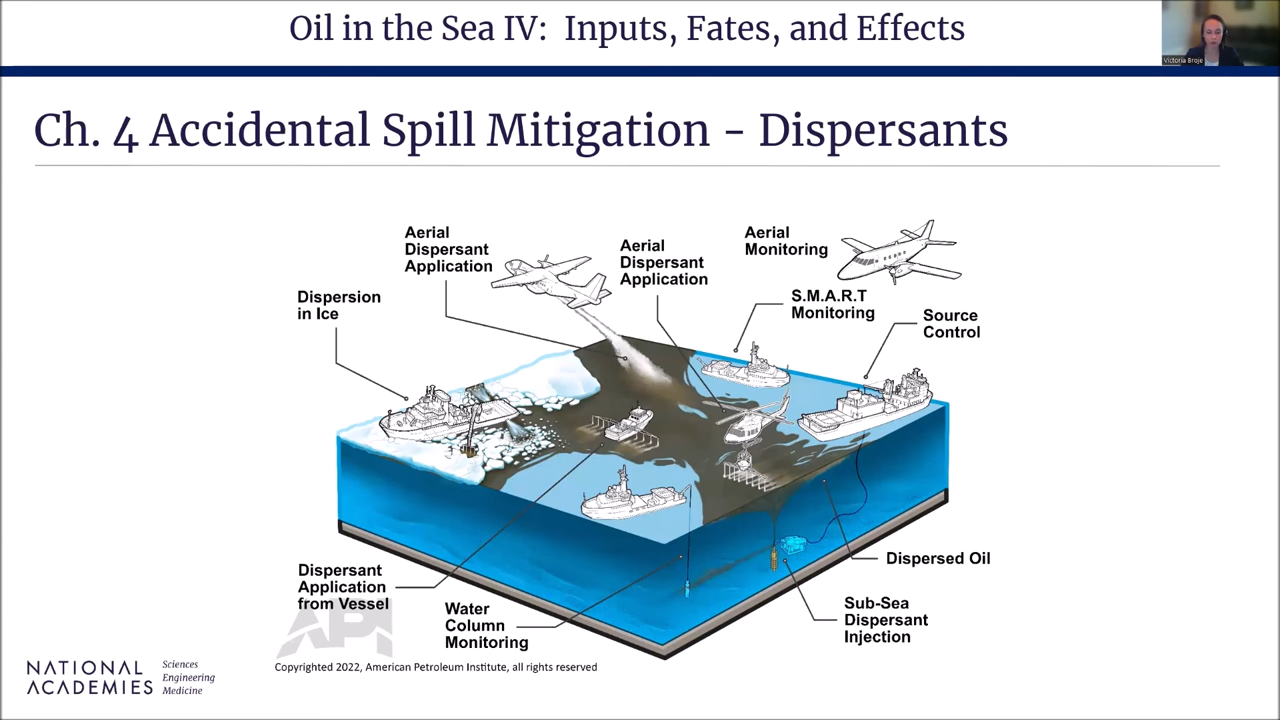 Oil in the Sea IV: Inputs, Fates, and Effects
Victoria Broje
Ch. 4 Accidental Spill Mitigation - Dispersants
Aerial
Dispersant
Application
Aerial
Dispersant
Application
Aerial
Monitoring
Dispersion
in Ice
S.M.A.R.T
Monitoring
Source
Control
Dispersant
Application
from Vessel
Water
Column
Monitoring
Dispersed Oil
Sub-Sea
Dispersant
Injection
API
Copyrighted 2022, American Petroleum Institute, all rights reserved
NATIONAL
ACADEMIES
Sciences
Engineering
Medicine